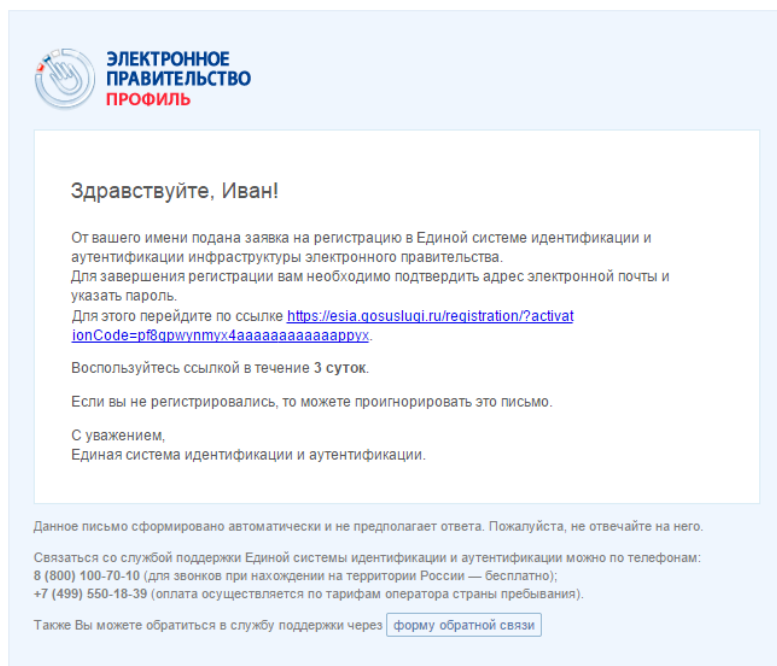 ЭЛЕКТРОННОЕ
ПРАВИТЕЛЬСТВО
ПРОФИЛЬ
Здравствуйте, Иван!
От вашего имени подана заявка на регистрацию в Единой системе идентификации и
аутентификации инфраструктуры электронного правительства.
Для завершения регистрации вам необходимо подтвердить адрес электронной почты и
указать пароль.
Для этого перейдите по ссылке https://esia.gosuslugi.ru/registration/?activat
ionCode=pf8gpwynmyx4aaaaaaaaaaaappyx.
Воспользуйтесь ссылкой в течение 3 суток.
Если вы не регистрировались, то можете проигнорировать это письмо.
С уважением,
Единая система идентификации и аутентификации.
Данное письмо сформировано автоматически и не предполагает ответа. Пожалуйста, не отвечайте на него.
Связаться со службой поддержки Единой системы идентификации и аутентификации можно по телефонам:
8 (800) 100-70-10 (для звонков при нахождении на территории России — бесплатно);
+7 (499) 550-18-39 (оплата осуществляется по тарифам оператора страны пребывания).
Также Вы можете обратиться в службу поддержки через форму обратной связи